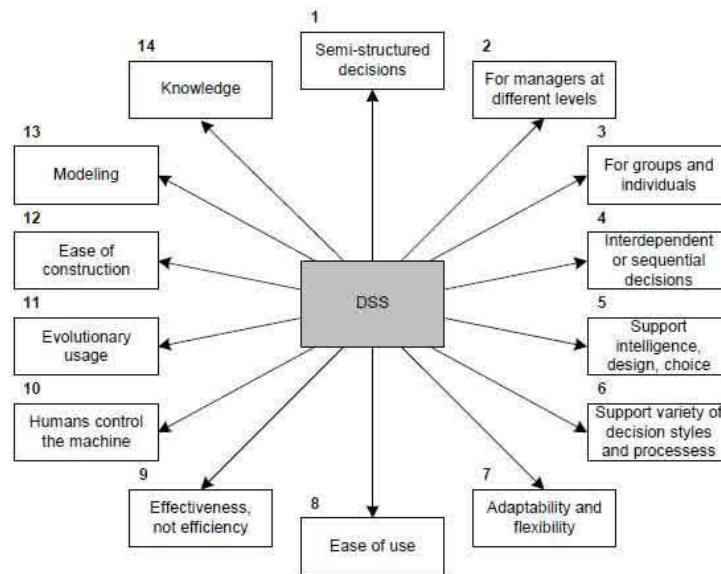 1
Semi-structured
decisions
2
For managers at
different levels
3
For groups and
individuals
4
Interdependent
or sequential
decisions
5
Support
intelligence,
design, choice
6
Support variety of
decision styles
and processess
7
Adaptability and
flexibility
8
Ease of use
9
Effectiveness,
not efficiency
10
Humans control
the machine
11
Evolutionary
usage
12
Ease of
construction
13
Modeling
14
Knowledge
DSS